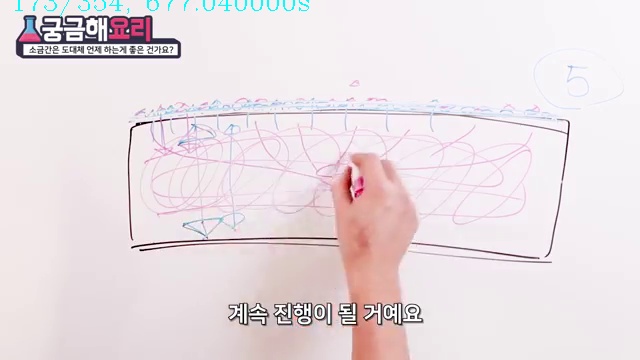 173/354, 677.040000s
궁금해요리
소금간은 도대체 언제 하는게 좋은 건가요?
5
계속 진행이 될 거예요